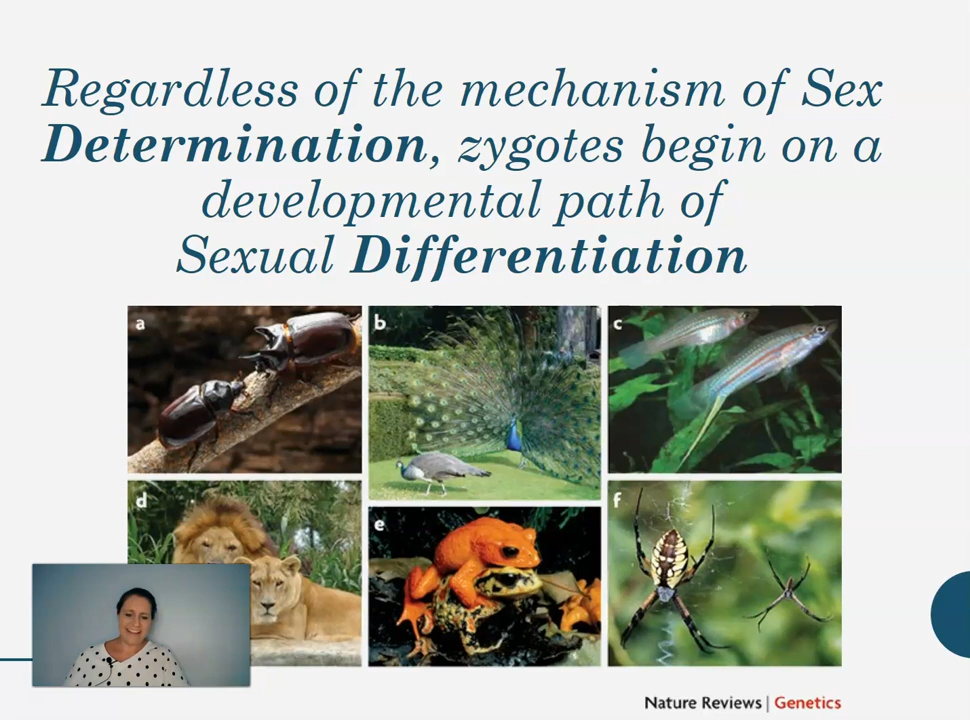 Regardless of the mechanism of Sex
Determination, zygotes begin on a
developmental path of
Sexual Differentiation
a
b
c
d
e
f
Nature Reviews | Genetics